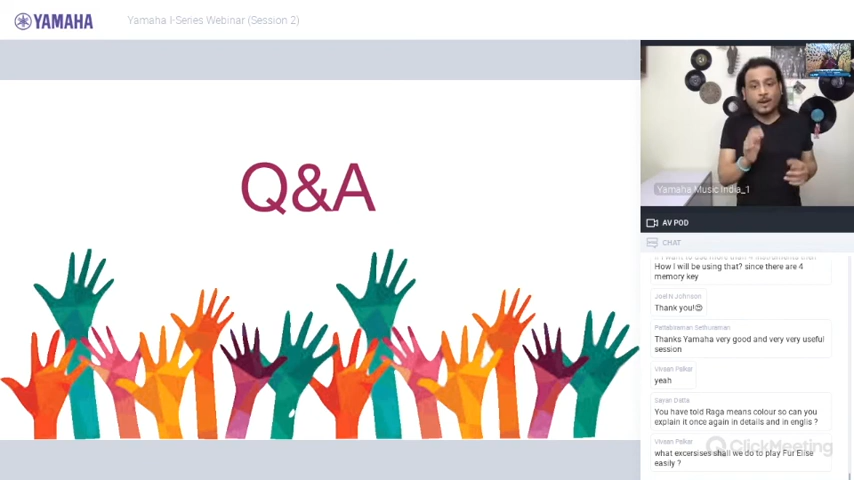 YAMAHA
Yamaha I-Series Webinar (Session 2)
Q&A
Yamaha Music India_1
AV POD
CHAT
How I will be using that? since there are 4
memory key
Joel N Johnson
Thank you!😍
Pattabiraman Sethuraman
Thanks Yamaha very good and very very useful
session
Vivaan Palkar
yeah
Sayan Datta
You have told Raga means colour so can you
explain it once again in details and in englis ?
Vivaan Palkar
what excersises shall we do to play Fur Elise
easily ?
ClickMeeting